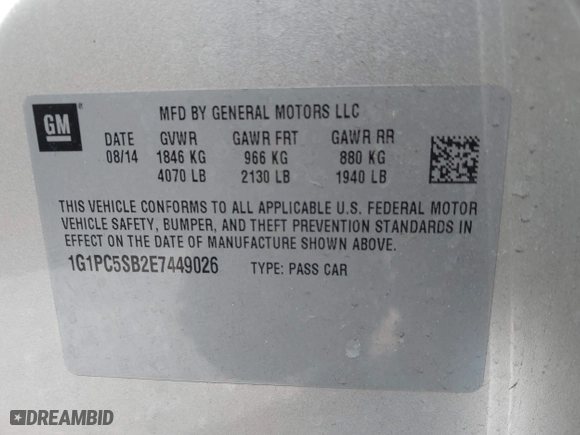 GM ®
MFD BY GENERAL MOTORS LLC
DATE GVWR GAWR FRT GAWR RR
08/14 1846 KG 966 KG 880 KG
4070 LB 2130 LB 1940 LB
THIS VEHICLE CONFORMS TO ALL APPLICABLE U.S. FEDERAL MOTOR
VEHICLE SAFETY, BUMPER, AND THEFT PREVENTION STANDARDS IN
EFFECT ON THE DATE OF MANUFACTURE SHOWN ABOVE.
1G1PC5SB2E7449026 TYPE: PASS CAR
DREAMBID